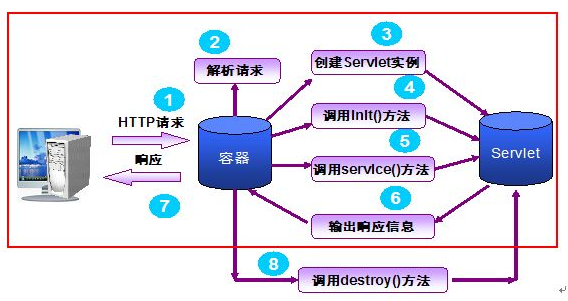 3
创建Servlet实例
2
解析请求
4
调用init()方法
1
HTTP请求
5
容器
调用service()方法
Servlet
响应
6
7
输出响应信息
8
调用destroy()方法